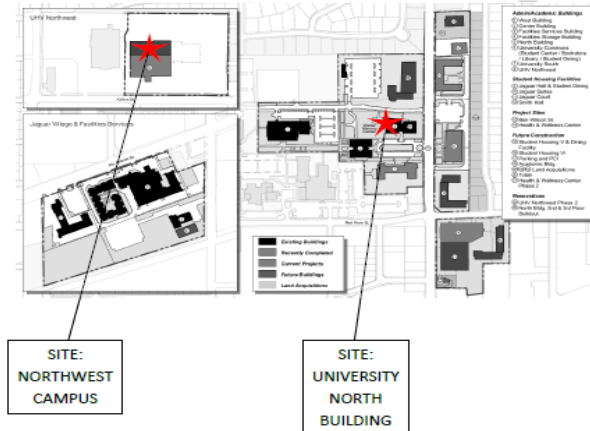 UHV Northwest
Jaguar Village & Facilities Services
Existing Buildings
Recently Completed
Current Projects
Future Buildings
Land Acquisitions
Red River St.
Admin/Academic Buildings
West Building
Center Building
Facilities Services Building
Facilities Storage Building
North Building
University Commons
(Student Center / Bookstore
/ Library / Student Dining)
University South
UHV Northwest
Student Housing Facilities
Jaguar Hall & Student Dining
Jaguar Suites
Jaguar Court
Smith Hall
Project Sites
Ben Wilson St.
Health & Wellness Center
Future Construction
Student Housing V & Dining
Facility
Student Housing VI
Parking and PCI
Academic Bldg.
Land Acquisitions
Health & Wellness Center
Phase 2
Renovations
UHV Northwest Phase 2
North Bldg. 2nd & 3rd Floor
Buildout
SITE:
NORTHWEST
CAMPUS
SITE:
UNIVERSITY
NORTH
BUILDING